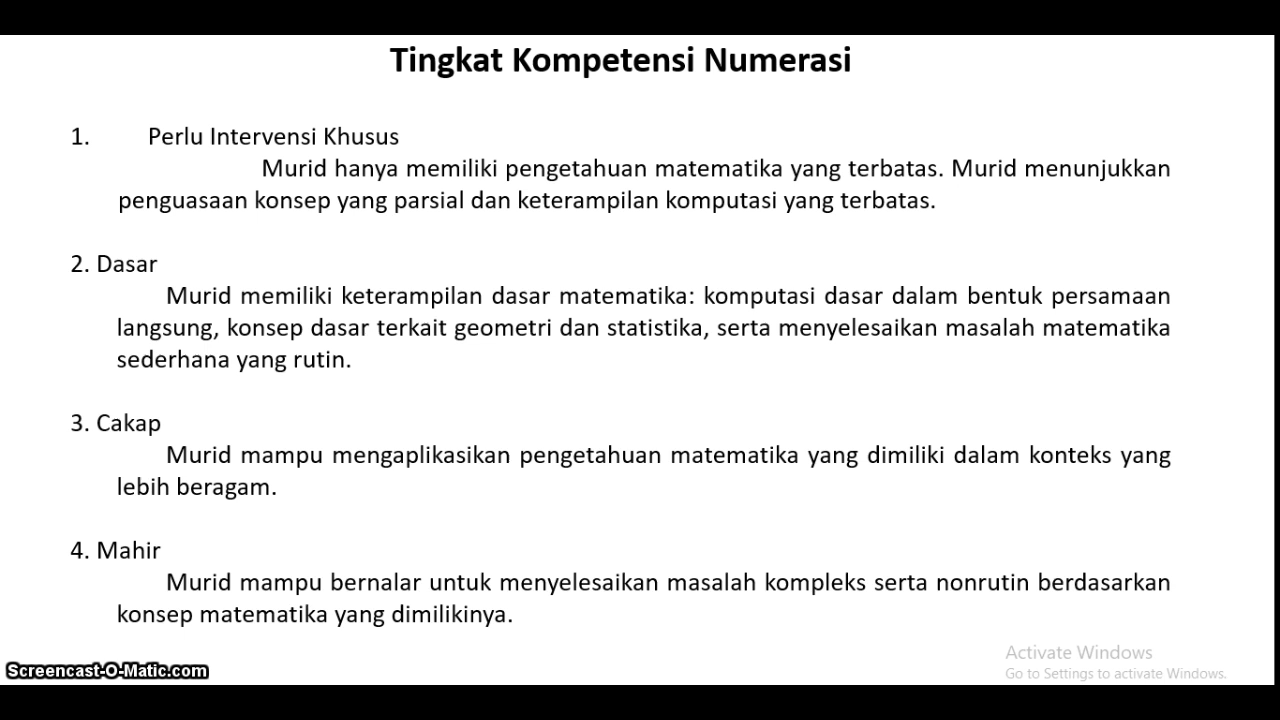 Tingkat Kompetensi Numerasi
1. Perlu Intervensi Khusus
Murid hanya memiliki pengetahuan matematika yang terbatas. Murid menunjukkan
penguasaan konsep yang parsial dan keterampilan komputasi yang terbatas.
2. Dasar
Murid memiliki keterampilan dasar matematika: komputasi dasar dalam bentuk persamaan
langsung, konsep dasar terkait geometri dan statistika, serta menyelesaikan masalah matematika
sederhana yang rutin.
3. Cakap
Murid mampu mengaplikasikan pengetahuan matematika yang dimiliki dalam konteks yang
lebih beragam.
4. Mahir
Murid mampu bernalar untuk menyelesaikan masalah kompleks serta nonrutin berdasarkan
konsep matematika yang dimilikinya.
Activate Windows
Go to Settings to activate Windows.
Screencast-O-Matic.com